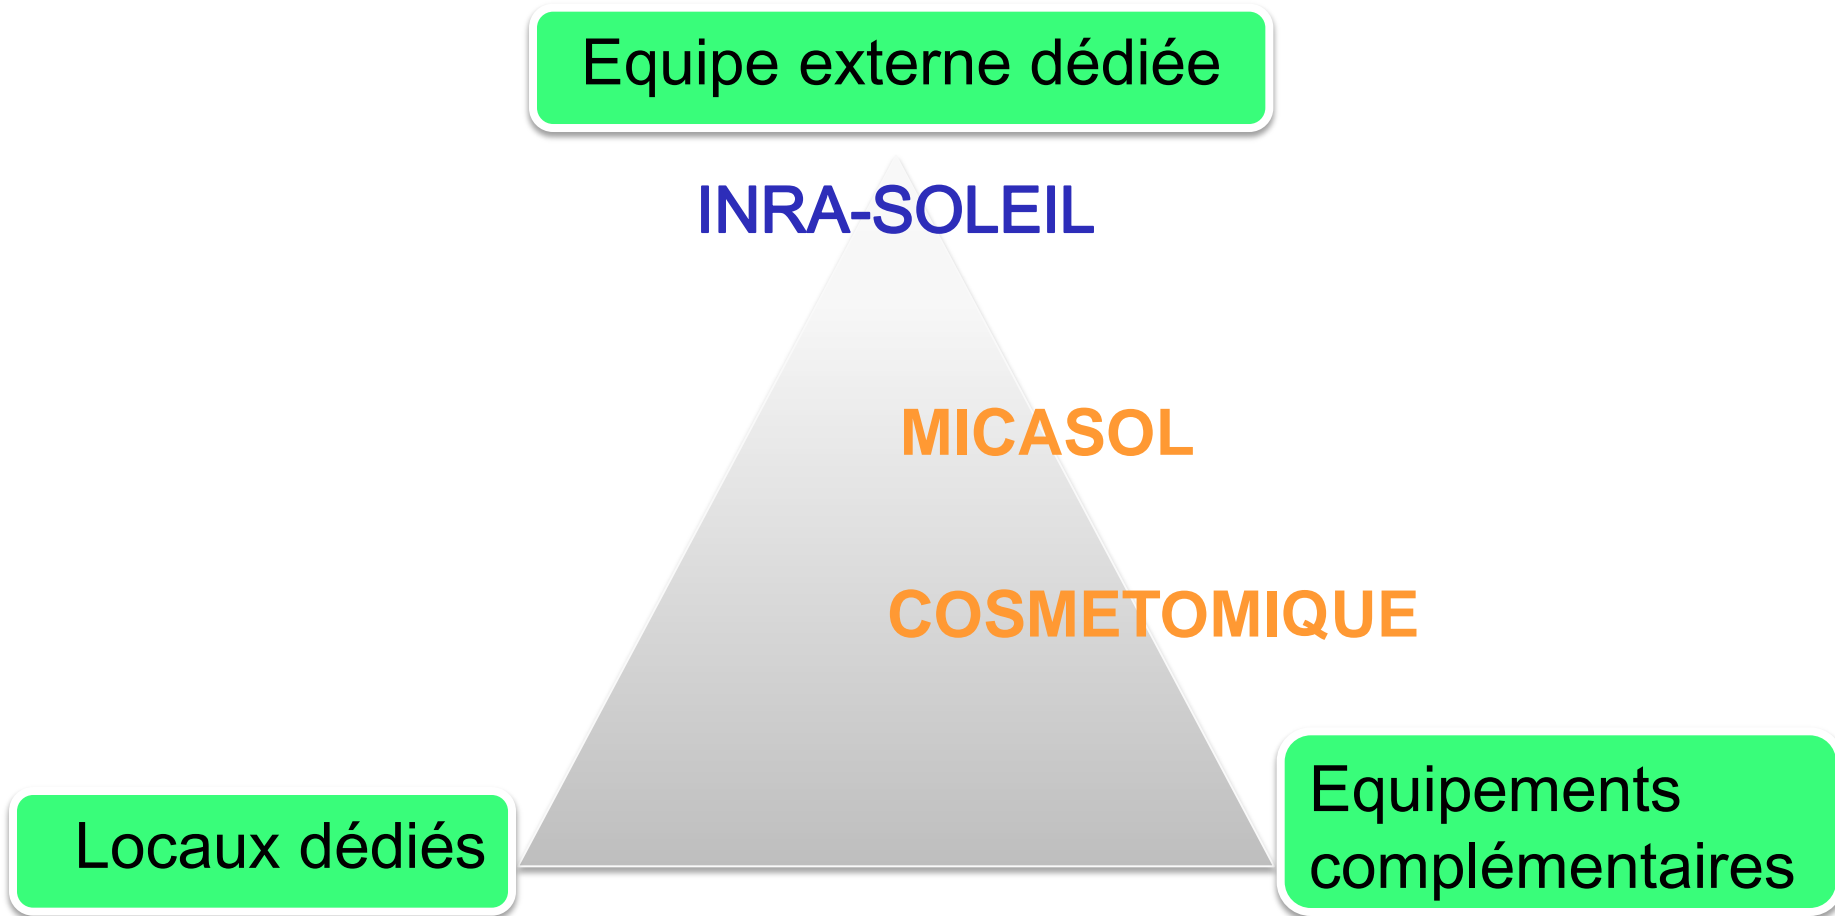 Equipe externe dédiée
INRA-SOLEIL
MICASOL
COSMETOMIQUE
Locaux dédiés
Equipements
complémentaires